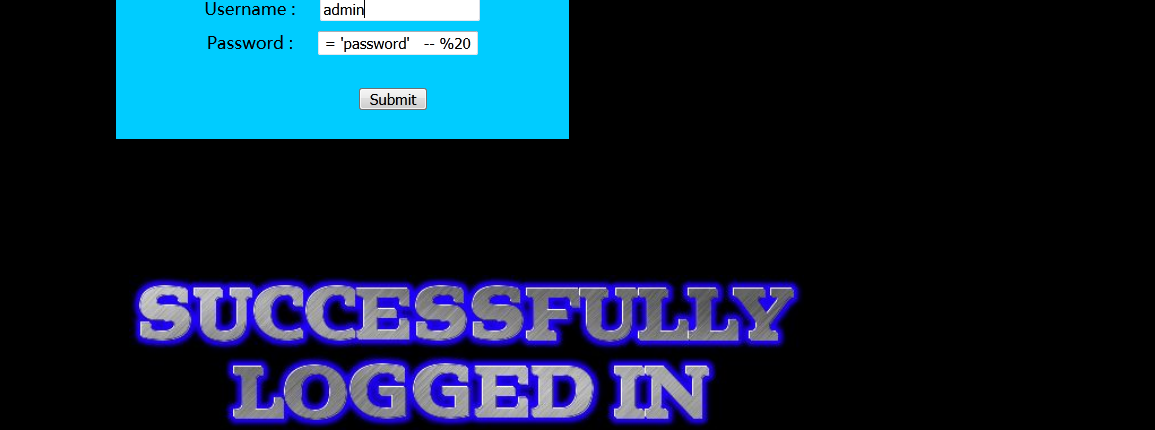 Username : admin
Password : = 'password' -- %20
Submit
SUCCESSFULLY
LOGGED IN